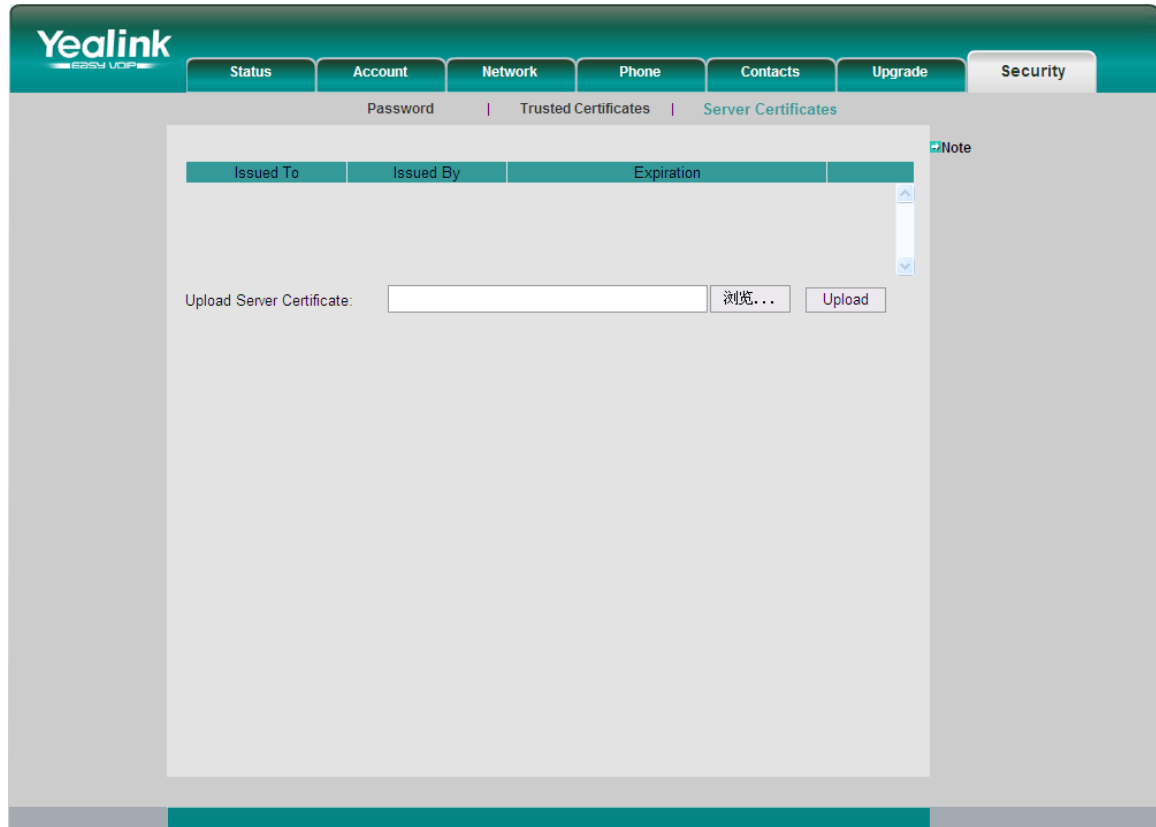 Yealink
EASY VOIP
Status Account Network Phone Contacts Upgrade Security
Password | Trusted Certificates | Server Certificates
Note
Issued To Issued By Expiration
Upload Server Certificate: 浏览... Upload